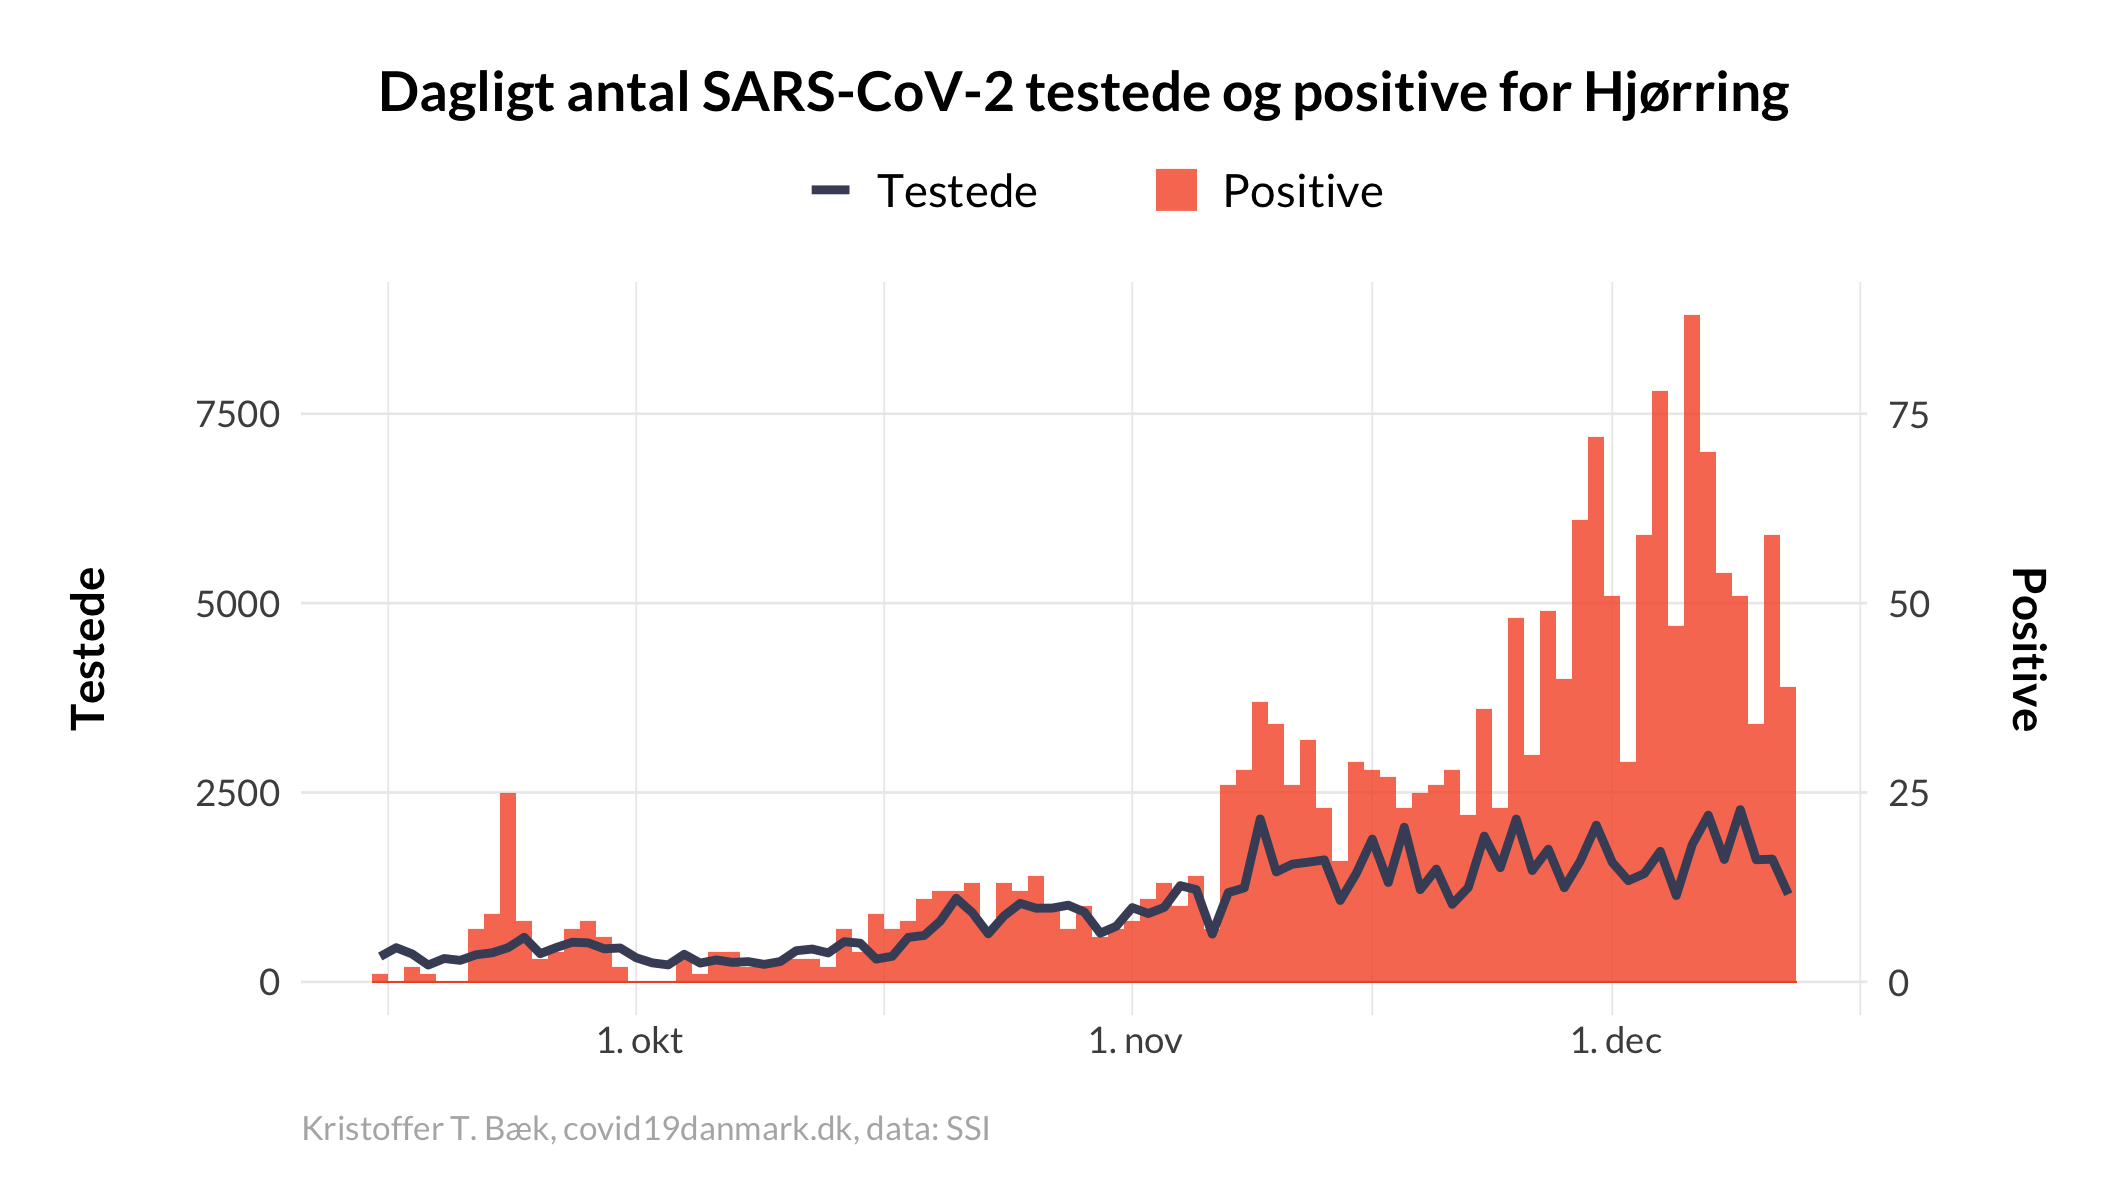 Dagligt antal SARS-CoV-2 testede og positive for Hjørring
Testede Positive
7500 75
5000 50
2500 25
0 0
Testede
Positive
1. okt 1. nov 1. dec
Kristoffer T. Bæk, covid19danmark.dk, data: SSI